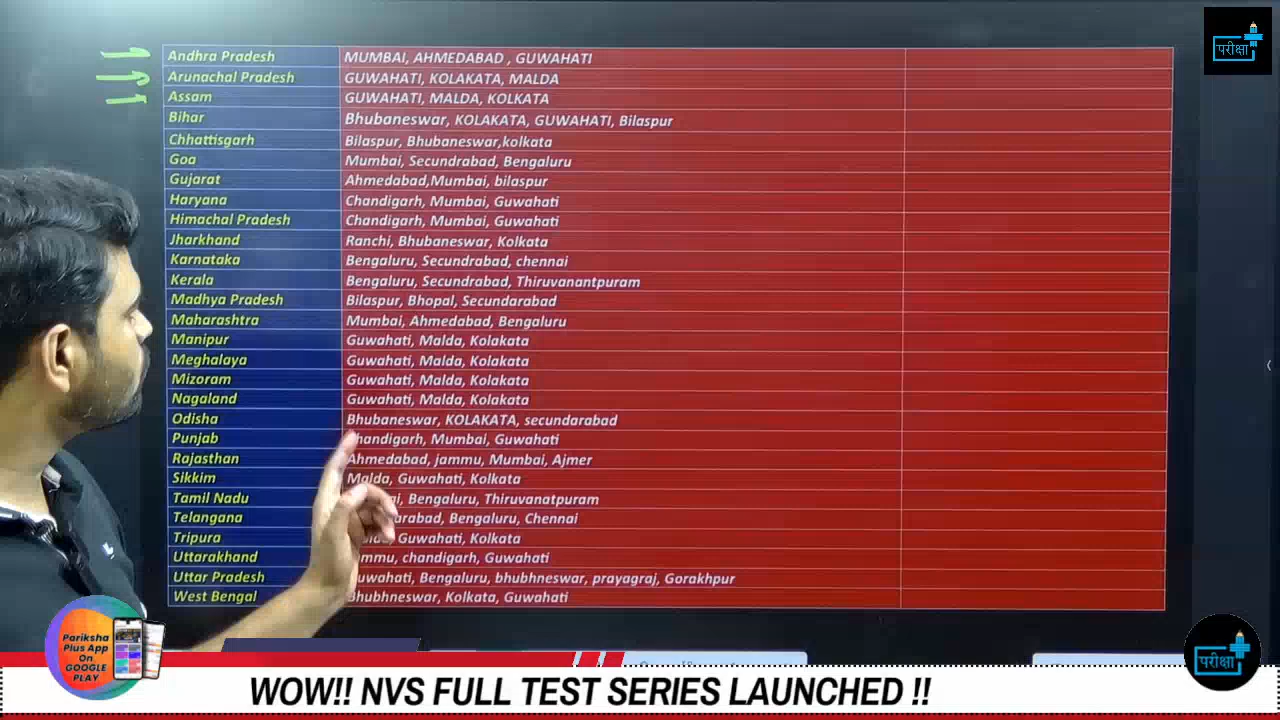 परीक्षा
Andhra Pradesh MUMBAI, AHMEDABAD , GUWAHATI
Arunachal Pradesh GUWAHATI, KOLAKATA, MALDA
Assam GUWAHATI, MALDA, KOLKATA
Bihar Bhubaneswar, KOLAKATA, GUWAHATI, Bilaspur
Chhattisgarh Bilaspur, Bhubaneswar,kolkata
Goa Mumbai, Secundrabad, Bengaluru
Gujarat Ahmedabad,Mumbai, bilaspur
Haryana Chandigarh, Mumbai, Guwahati
Himachal Pradesh Chandigarh, Mumbai, Guwahati
Jharkhand Ranchi, Bhubaneswar, Kolkata
Karnataka Bengaluru, Secundrabad, chennai
Kerala Bengaluru, Secundrabad, Thiruvanantpuram
Madhya Pradesh Bilaspur, Bhopal, Secundarabad
Maharashtra Mumbai, Ahmedabad, Bengaluru
Manipur Guwahati, Malda, Kolakata
Meghalaya Guwahati, Malda, Kolakata
Mizoram Guwahati, Malda, Kolakata
Nagaland Guwahati, Malda, Kolakata
Odisha Bhubaneswar, KOLAKATA, secundarabad
Punjab Chandigarh, Mumbai, Guwahati
Rajasthan Ahmedabad, jammu, Mumbai, Ajmer
Sikkim Malda, Guwahati, Kolkata
Tamil Nadu Bengaluru, Thiruvanatpuram
Telangana Bengaluru, Chennai
Tripura Guwahati, Kolkata
Uttarakhand chandigarh, Guwahati
Uttar Pradesh Guwahati, Bengaluru, bhubhneswar, prayagraj, Gorakhpur
West Bengal Bhubhneswar, Kolkata, Guwahati
Pariksha
Plus App
On
GOOGLE
PLAY
परीक्षा
WOW!! NVS FULL TEST SERIES LAUNCHED !!